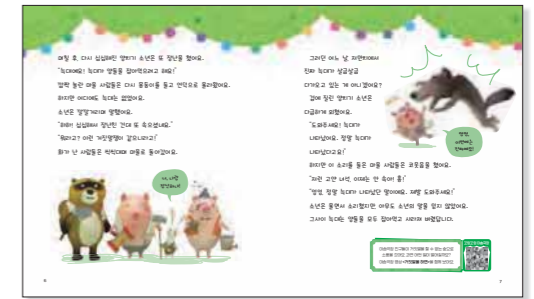 며칠 후, 다시 심심해진 양치기 소년은 또 장난을 쳤어요.
"늑대예요! 늑대가 양들을 잡아먹으려고 해요!"
깜짝 놀란 마을 사람들은 다시 몽둥이를 들고 언덕으로 몰려왔어요.
하지만 어디에도 늑대는 없었어요.
소년은 깔깔거리며 말했어요.
"하하! 심심해서 장난한 건데 또 속으셨네요."
"뭐라고? 이런 거짓말쟁이 같으니라고!"
화가 난 사람들은 씩씩대며 마을로 돌아갔어요.
6
그러던 어느 날, 저만치에서
진짜 늑대가 살금살금
다가오고 있는 게 아니겠어요?
겁에 질린 양치기 소년은
다급하게 외쳤어요.
"도와주세요! 늑대가
나타났어요. 정말 늑대가
나타났다고요!"
하지만 이 소리를 들은 마을 사람들은 코웃음을 쳤어요.
"저런 고얀 녀석, 이제는 안 속아! 흥!"
"엉엉, 정말 늑대가 나타났단 말이에요. 제발 도와주세요!"
소년은 울면서 소리쳤지만, 아무도 소년의 말을 믿지 않았어요.
그사이 늑대는 양들을 모두 잡아먹고 사라져 버렸답니다.
7